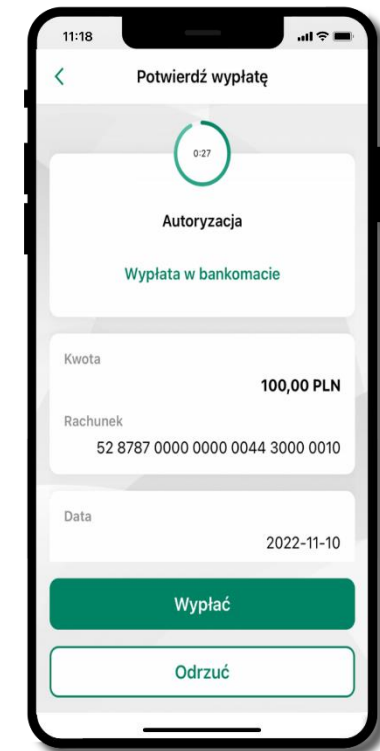 11:18
Potwierdź wypłatę
0:27
Autoryzacja
Wypłata w bankomacie
Kwota
100,00 PLN
Rachunek
52 8787 0000 0000 0044 3000 0010
Data
2022-11-10
Wypłać
Odrzuć